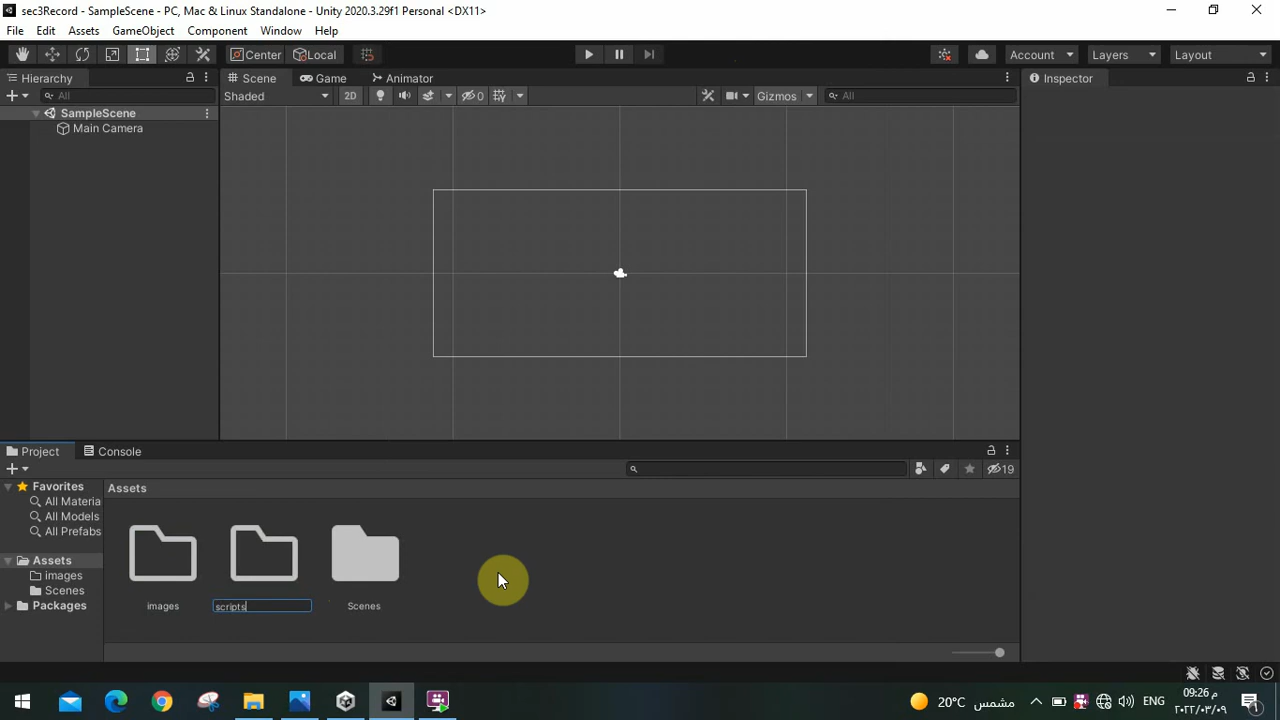 sec3Record - SampleScene - PC, Mac & Linux Standalone - Unity 2020.3.29f1 Personal <DX11>
File Edit Assets GameObject Component Window Help
Center Local Account Layers Layout
Hierarchy Scene Game Animator Inspector
All Shaded 2D 0 Gizmos All
SampleScene
Main Camera
Project Console
19
Favorites
All Materia
All Models
All Prefabs
Assets
images
Scenes
Packages
Assets
images scripts Scenes
20°C مشمس ENG م 09:26
٢٠٢٢/٠٣/٠٩
1